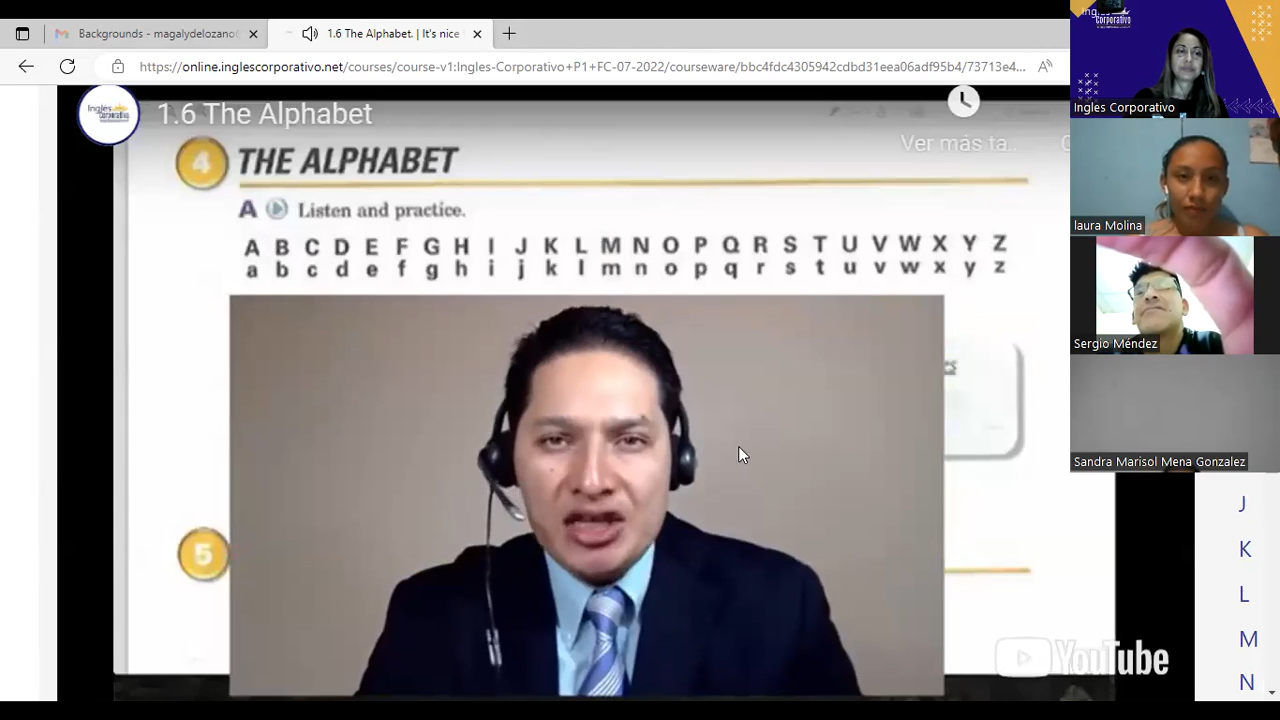 Backgrounds - magalydelozano@
1.6 The Alphabet. | It's nice
https://online.inglescorporativo.net/courses/course-v1:Ingles-Corporativo+P1+FC-07-2022/courseware/bbc4fdc4305942cdbd31eea06adf95b4/73713e4...
Inglés Corporativo
1.6 The Alphabet
Ver más ta..
4 THE ALPHABET
A Listen and practice.
A B C D E F G H I J K L M N O P Q R S T U V W X Y Z
a b c d e f g h i j k l m n o p q r s t u v w x y z
5
YouTube
Corporativo
Ingles Corporativo
laura Molina
Sergio Méndez
Sandra Marisol Mena Gonzalez
J
K
L
M
N